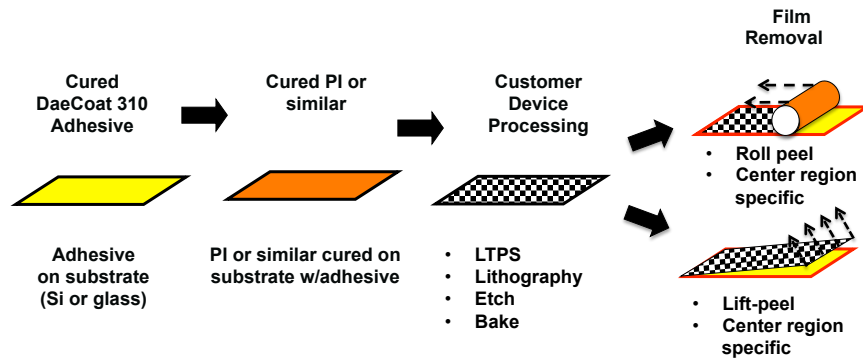 Cured
DaeCoat 310
Adhesive
Adhesive
on substrate
(Si or glass)
Cured PI or
similar
PI or similar cured on
substrate w/adhesive
Customer
Device
Processing
• LTPS
• Lithography
• Etch
• Bake
Film
Removal
• Roll peel
• Center region
specific
• Lift-peel
• Center region
specific